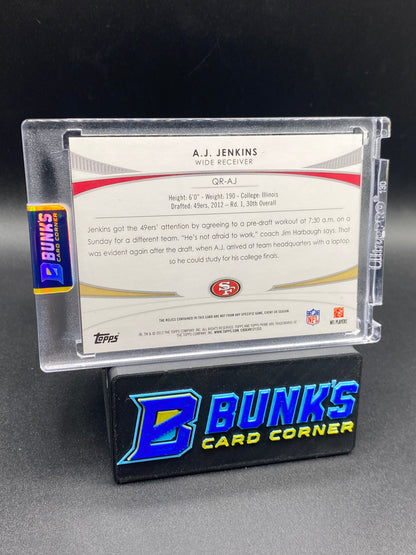 A.J. JENKINS
WIDE RECEIVER
QR-AJ
Height: 6'0" - Weight: 190 - College: Illinois
Drafted: 49ers, 2012 – Rd. 1, 30th Overall
Jenkins got the 49ers' attention by agreeing to a pre-draft workout at 7:30 a.m. on a
Sunday for a different team. "He's not afraid to work," coach Jim Harbaugh says. That
was evident again after the draft, when A.J. arrived at team headquarters with a laptop
so he could study for his college finals.
SF
THE RELICS CONTAINED IN THIS CARD ARE NOT FROM ANY SPECIFIC GAME, EVENT OR SEASON.
Topps
NFL
NFL PLAYERS
BUNK'S
CARD CORNER
130
BUNK'S
CARD CORNER